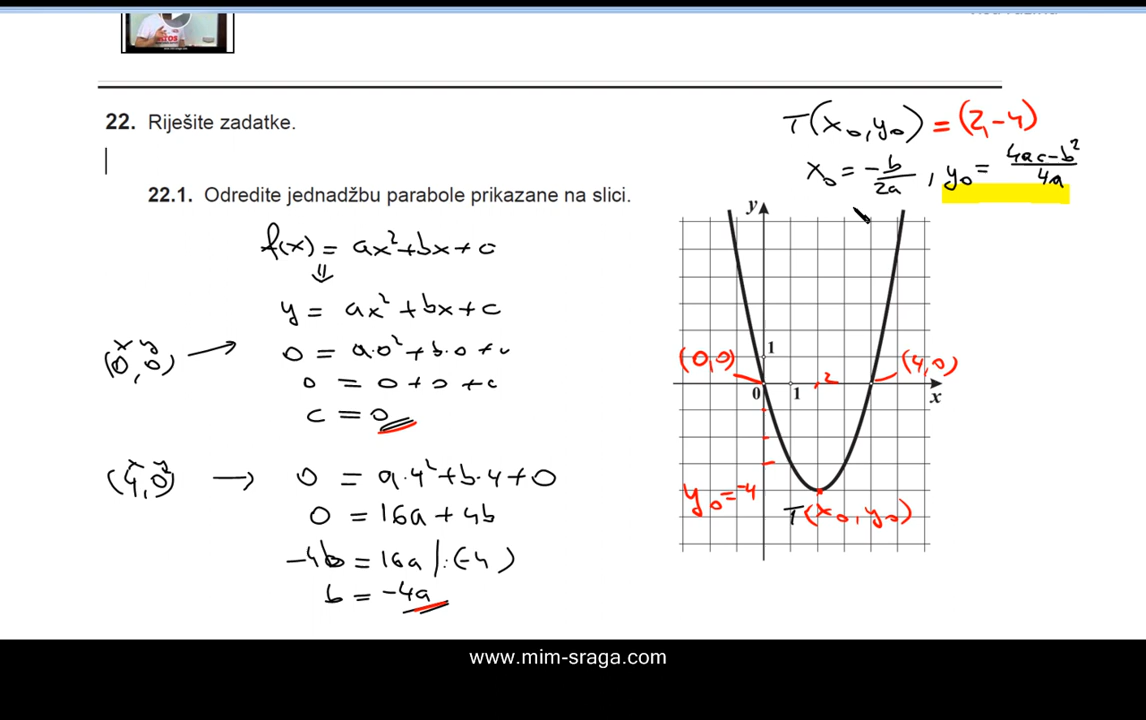 22. Riješite zadatke.
22.1. Odredite jednadžbu parabole prikazane na slici.
T(x₀,y₀) = (2,-4)
x₀ = -b/2a , y₀ = 4ac-b²/4a
f(x) = ax²+bx+c
⇓
y = ax²+bx+c
x y
(0,0) → 0 = a·0²+b·0+c
0 = 0+0+c
c = 0
x y
(4,0) → 0 = a·4²+b·4+0
0 = 16a+4b
-4b = 16a |:(-4)
b = -4a
y
1
(0,0)
(4,0)
2
0
1
x
y₀=-4
T(x₀,y₀)
www.mim-sraga.com